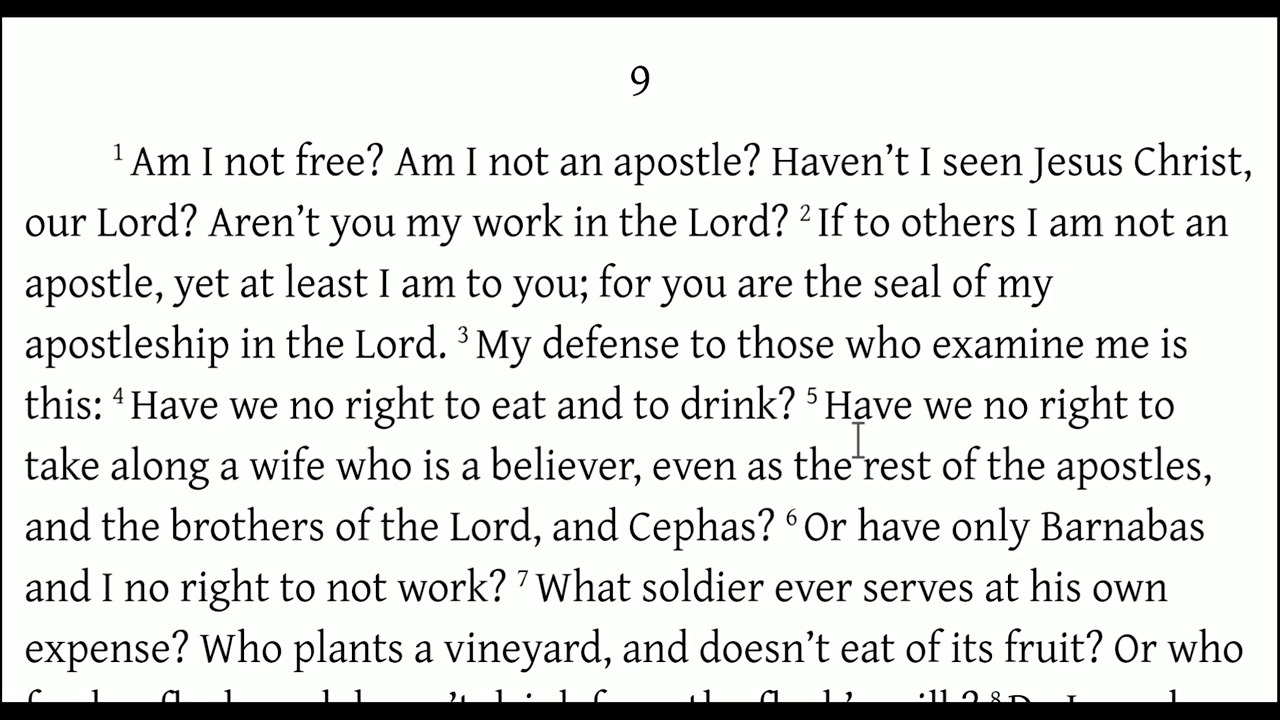 9
1 Am I not free? Am I not an apostle? Haven’t I seen Jesus Christ,
our Lord? Aren’t you my work in the Lord? 2 If to others I am not an
apostle, yet at least I am to you; for you are the seal of my
apostleship in the Lord. 3 My defense to those who examine me is
this: 4 Have we no right to eat and to drink? 5 Have we no right to
take along a wife who is a believer, even as the rest of the apostles,
and the brothers of the Lord, and Cephas? 6 Or have only Barnabas
and I no right to not work? 7 What soldier ever serves at his own
expense? Who plants a vineyard, and doesn’t eat of its fruit? Or who